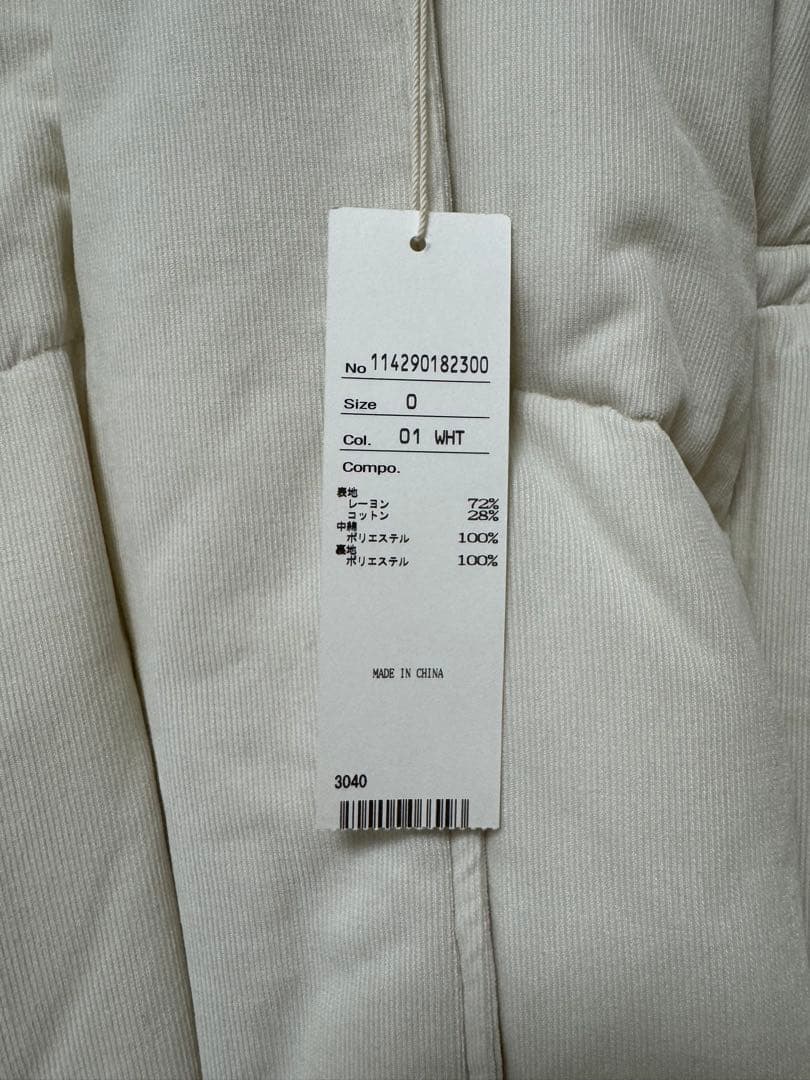 No 114290182300
Size 0
Col. 01 WHT
Compo.
表地
レーヨン 72%
コットン 28%
中綿
ポリエステル 100%
裏地
ポリエステル 100%
MADE IN CHINA
3040